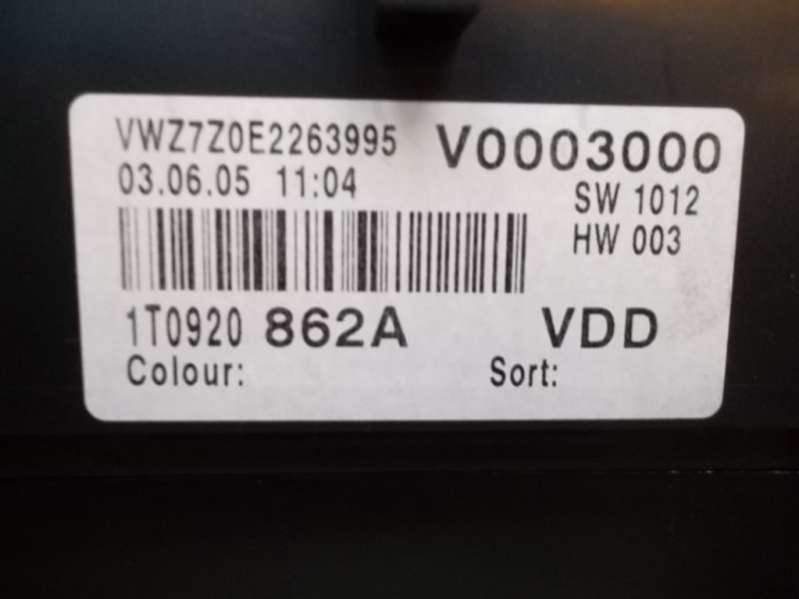 VWZ7Z0E2263995 V0003000
03.06.05 11:04 SW 1012
HW 003
1T0920 862A VDD
Colour: Sort: